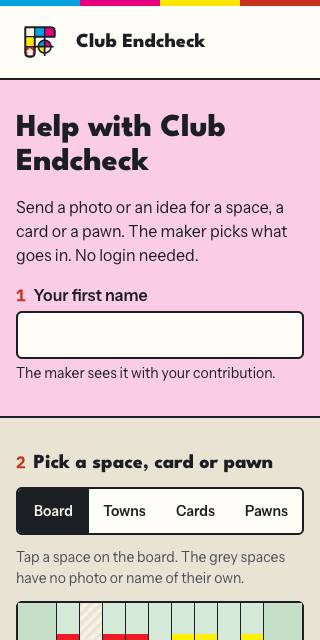 Club Endcheck
Help with Club
Endcheck
Send a photo or an idea for a space, a
card or a pawn. The maker picks what
goes in. No login needed.
1 Your first name
The maker sees it with your contribution.
2 Pick a space, card or pawn
Board Towns Cards Pawns
Tap a space on the board. The grey spaces
have no photo or name of their own.